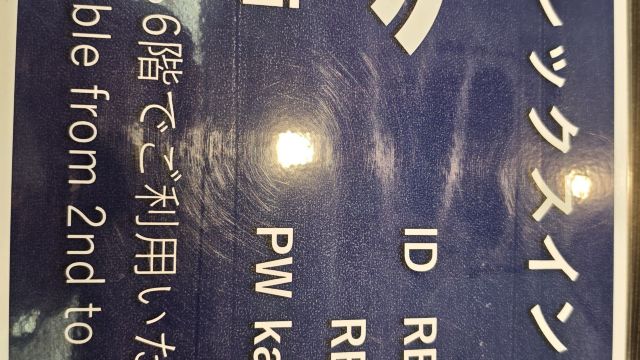 ックスイン
ID RE
RE
PW ka
6階でご利用いた
ble from 2nd to